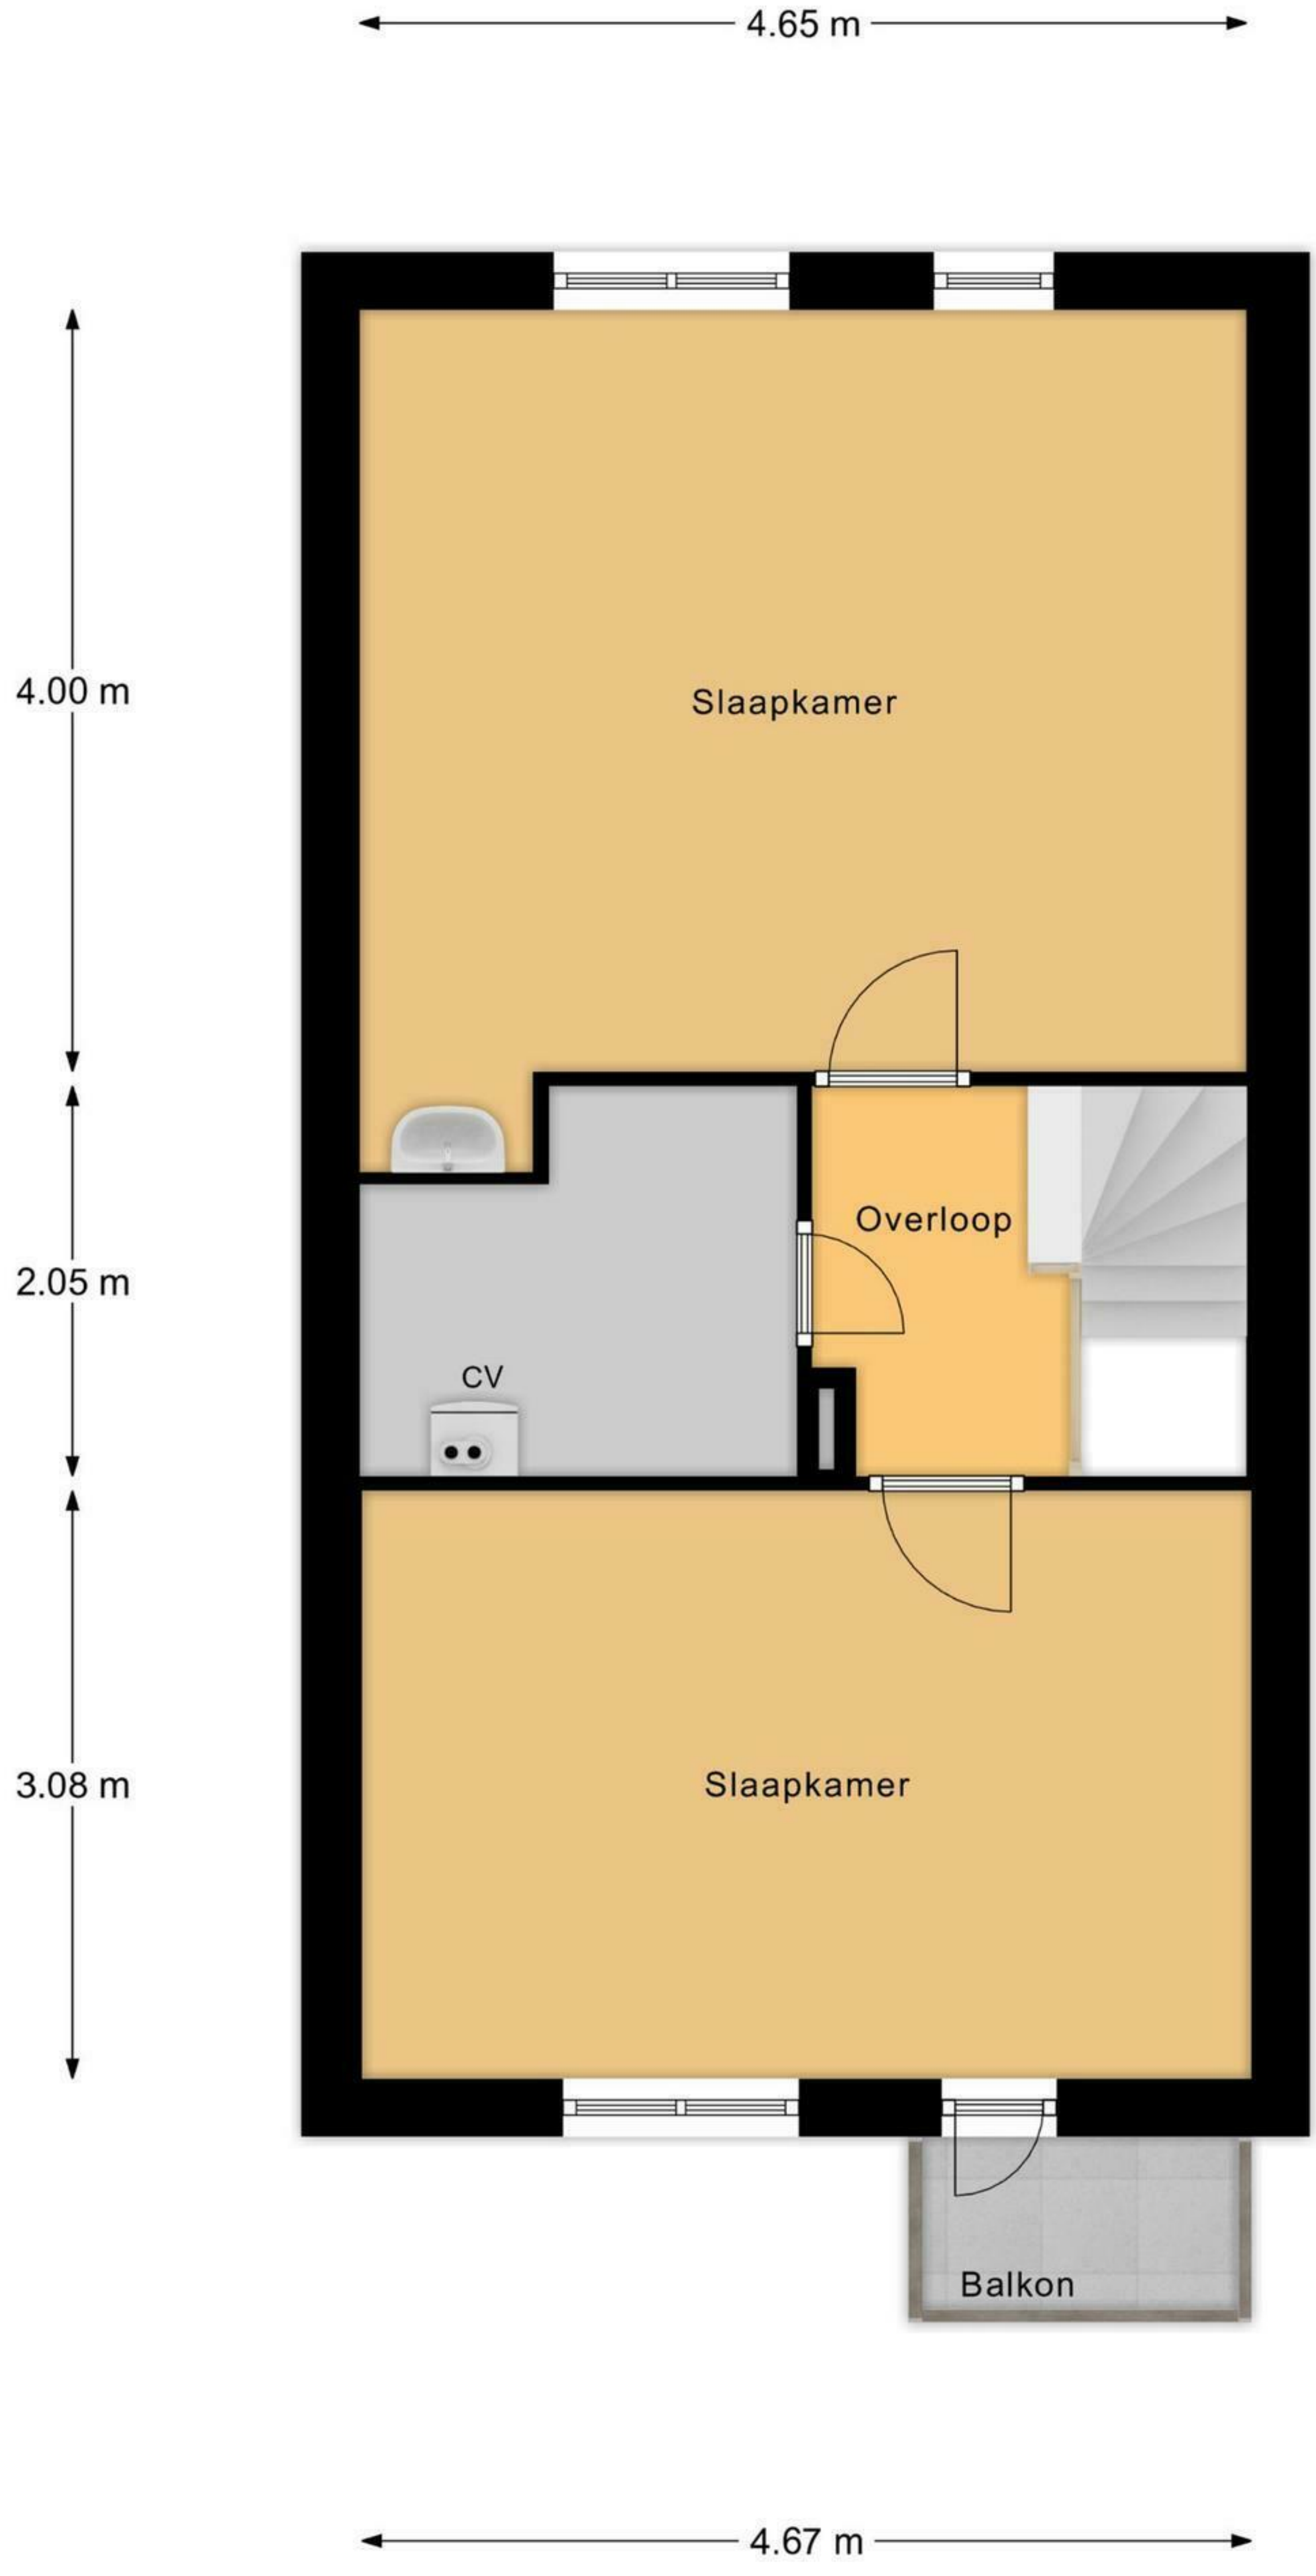 4.65 m
4.00 m
Slaapkamer
Overloop
2.05 m
CV
3.08 m
Slaapkamer
Balkon
4.67 m